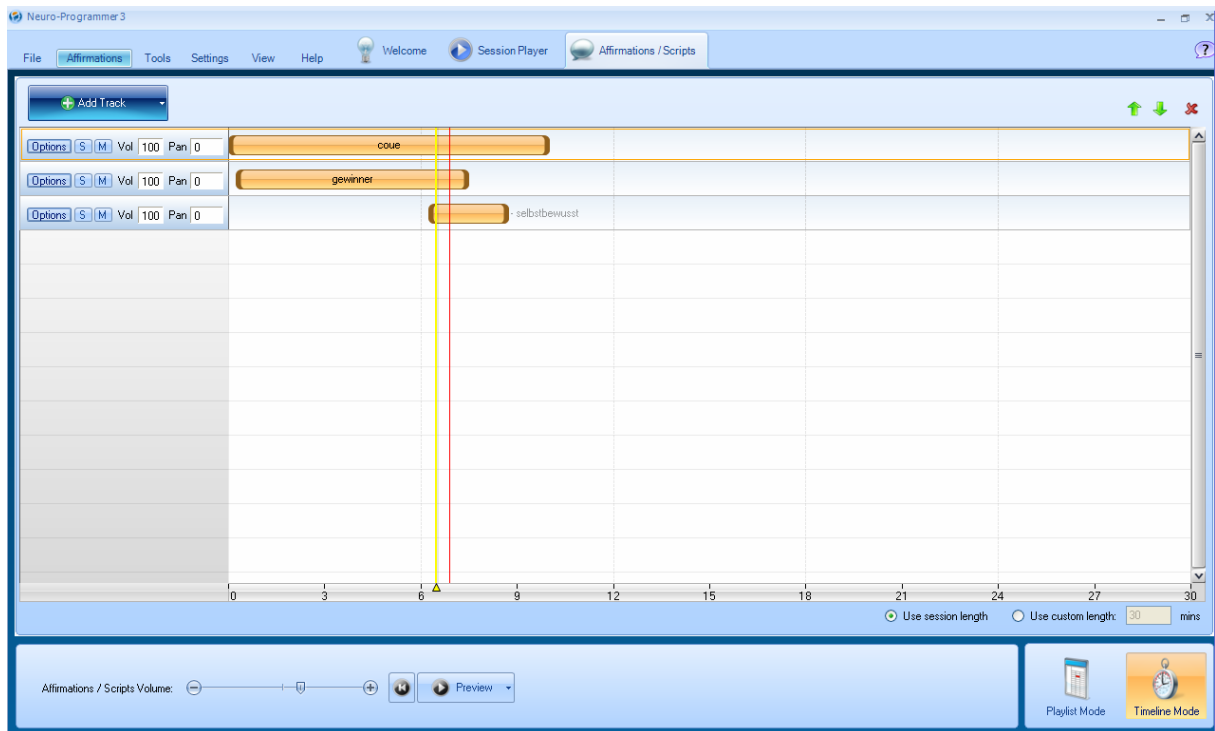 Neuro-Programmer 3
File Affirmations Tools Settings View Help Welcome Session Player Affirmations / Scripts ?
Add Track
Options S M Vol 100 Pan 0 coue
Options S M Vol 100 Pan 0 gewinner
Options S M Vol 100 Pan 0 - selbstbewusst
0 3 6 9 12 15 18 21 24 27 30
Use session length Use custom length: 30 mins
Affirmations / Scripts Volume: Preview
Playlist Mode Timeline Mode